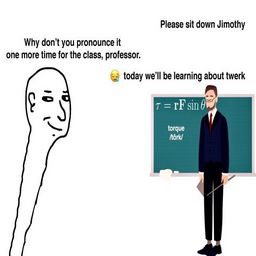 Please sit down Jimothy
Why don't you pronounce it
one more time for the class, professor.
😥 today we'll be learning about twerk
τ = rF sin θ
torque
/tôrk/